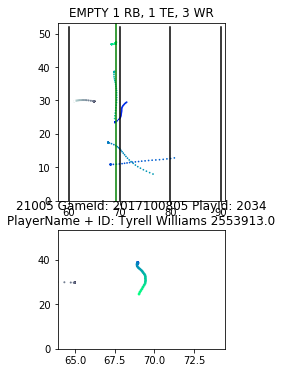 EMPTY 1 RB, 1 TE, 3 WR
50
40
30
20
10
0
60 70 80 90
21005 GameId: 2017100805 PlayId: 2034
PlayerName + ID: Tyrell Williams 2553913.0
40
20
0
65.0 67.5 70.0 72.5